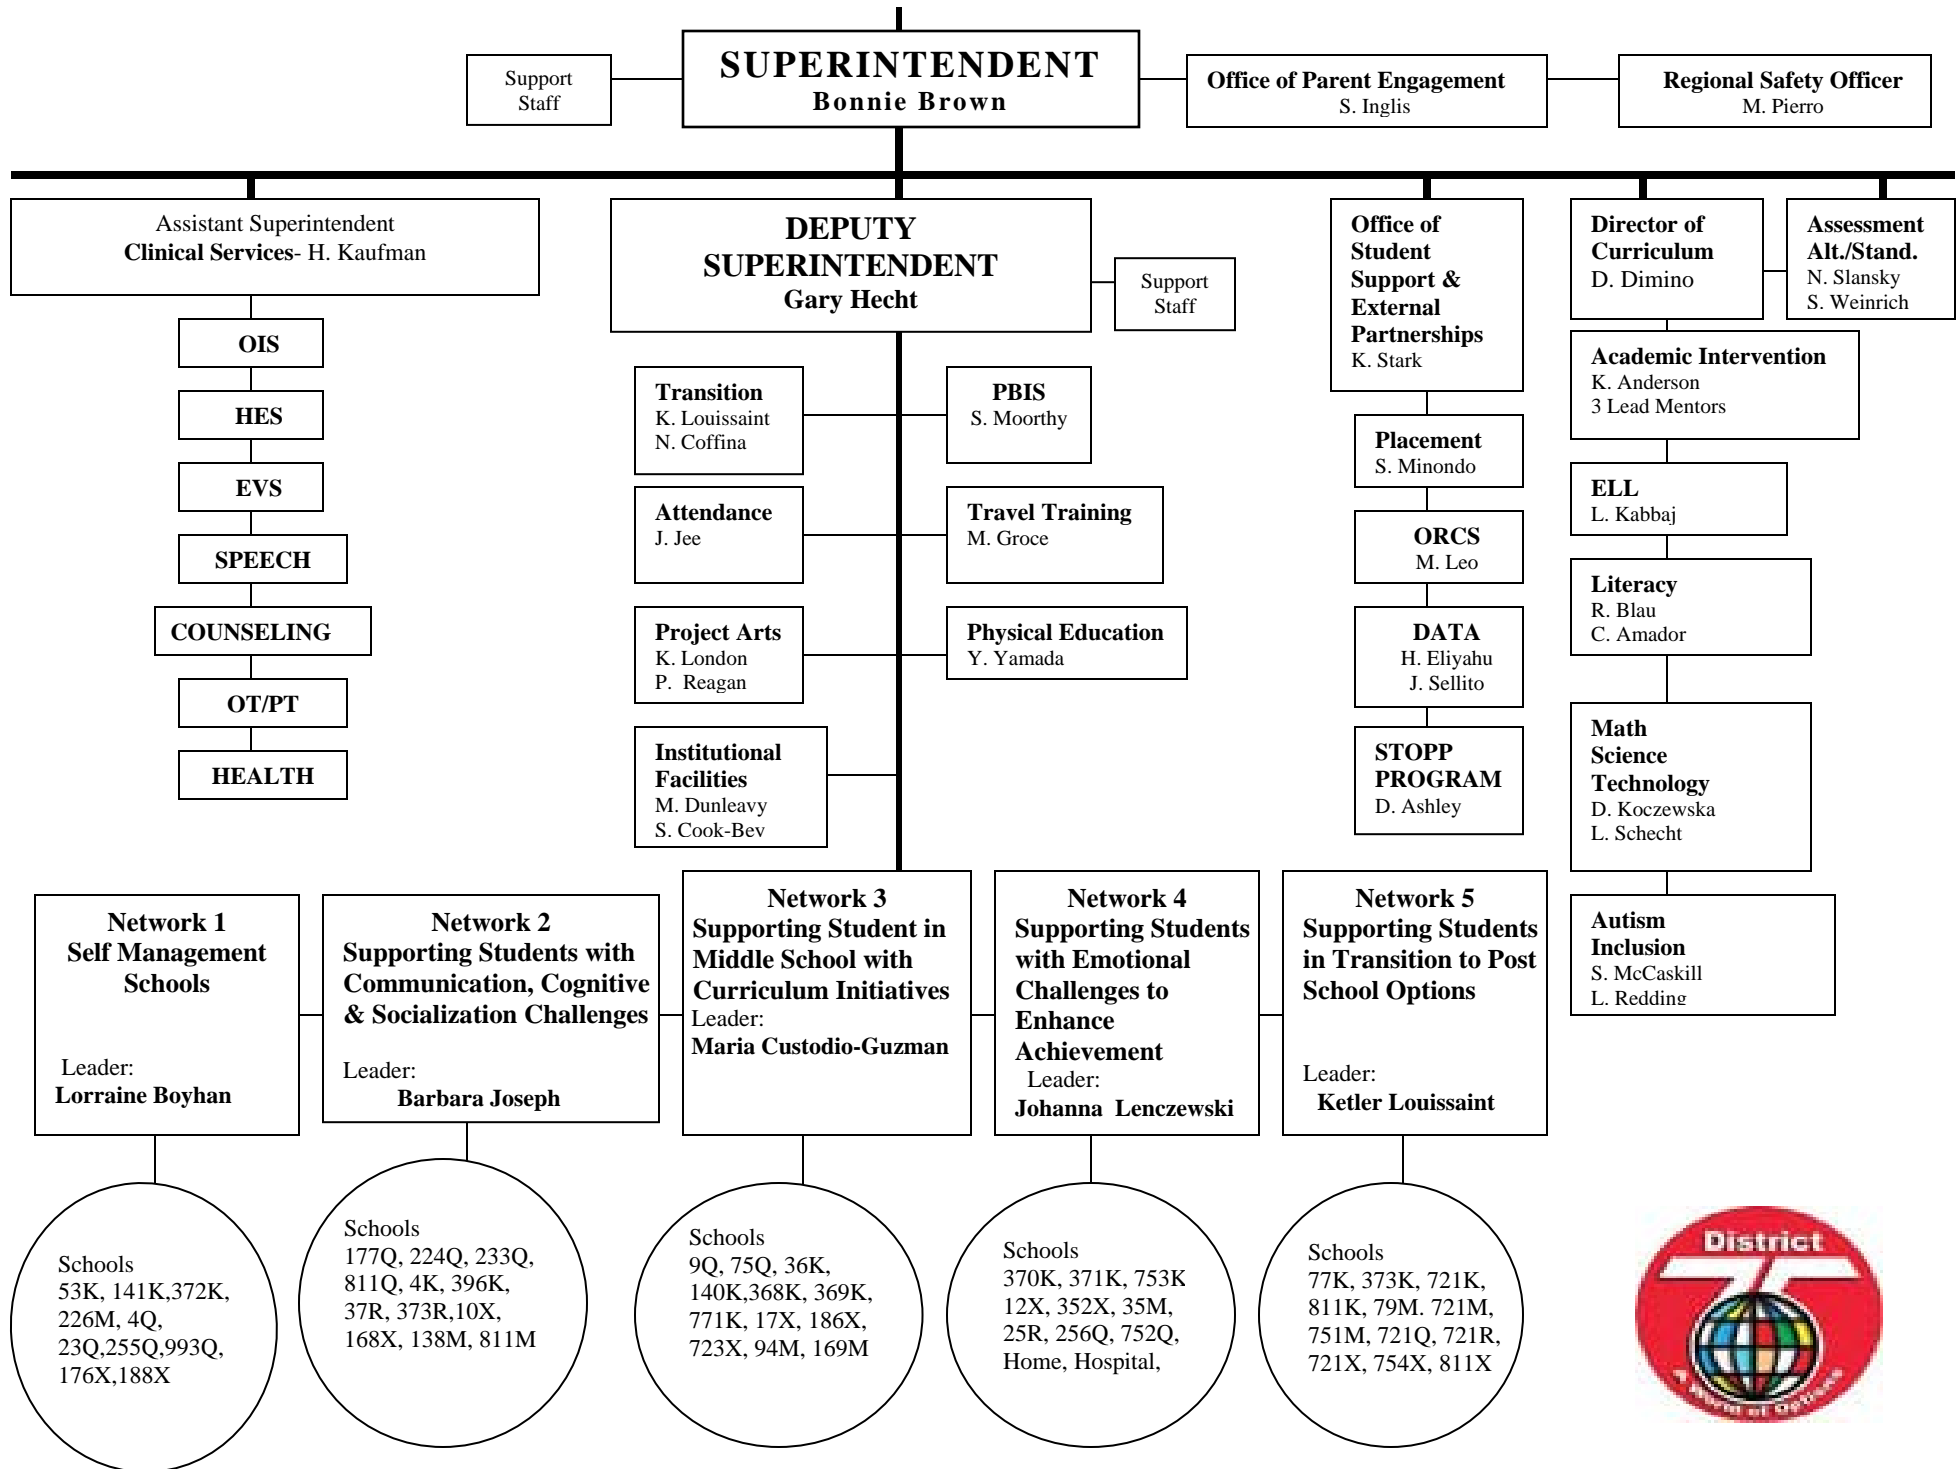 SUPERINTENDENT
Bonnie Brown
Support
Staff
Office of Parent Engagement
S. Inglis
Regional Safety Officer
M. Pierro
Assistant Superintendent
Clinical Services- H. Kaufman
OIS
HES
EVS
SPEECH
COUNSELING
OT/PT
HEALTH
DEPUTY
SUPERINTENDENT
Gary Hecht
Support
Staff
Transition
K. Louissaint
N. Coffina
PBIS
S. Moorthy
Attendance
J. Jee
Travel Training
M. Groce
Project Arts
K. London
P. Reagan
Physical Education
Y. Yamada
Institutional
Facilities
M. Dunleavy
S. Cook-Bev
Office of
Student
Support &
External
Partnerships
K. Stark
Placement
S. Minondo
ORCS
M. Leo
DATA
H. Eliyahu
J. Sellito
STOPP
PROGRAM
D. Ashley
Director of
Curriculum
D. Dimino
Assessment
Alt./Stand.
N. Slansky
S. Weinrich
Academic Intervention
K. Anderson
3 Lead Mentors
ELL
L. Kabbaj
Literacy
R. Blau
C. Amador
Math
Science
Technology
D. Koczewska
L. Schecht
Autism
Inclusion
S. McCaskill
L. Redding
Network 1
Self Management
Schools
Leader:
Lorraine Boyhan
Network 2
Supporting Students with
Communication, Cognitive
& Socialization Challenges
Leader:
Barbara Joseph
Network 3
Supporting Student in
Middle School with
Curriculum Initiatives
Leader:
Maria Custodio-Guzman
Network 4
Supporting Students
with Emotional
Challenges to
Enhance
Achievement
Leader:
Johanna Lenczewski
Network 5
Supporting Students
in Transition to Post
School Options
Leader:
Ketler Louissaint
Schools
53K, 141K,372K,
226M, 4Q,
23Q,255Q,993Q,
176X,188X
Schools
177Q, 224Q, 233Q,
811Q, 4K, 396K,
37R, 373R,10X,
168X, 138M, 811M
Schools
9Q, 75Q, 36K,
140K,368K, 369K,
771K, 17X, 186X,
723X, 94M, 169M
Schools
370K, 371K, 753K
12X, 352X, 35M,
25R, 256Q, 752Q,
Home, Hospital,
Schools
77K, 373K, 721K,
811K, 79M. 721M,
751M, 721Q, 721R,
721X, 754X, 811X
District
75
A World of Options